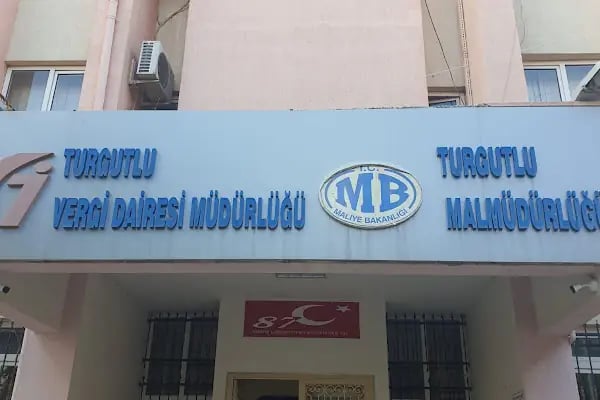 TURGUTLU
VERGİ DAİRESİ MÜDÜRLÜĞÜ
T.C.
MB
MALİYE BAKANLIĞI
TURGUTLU
MALMÜDÜRLÜĞÜ
87